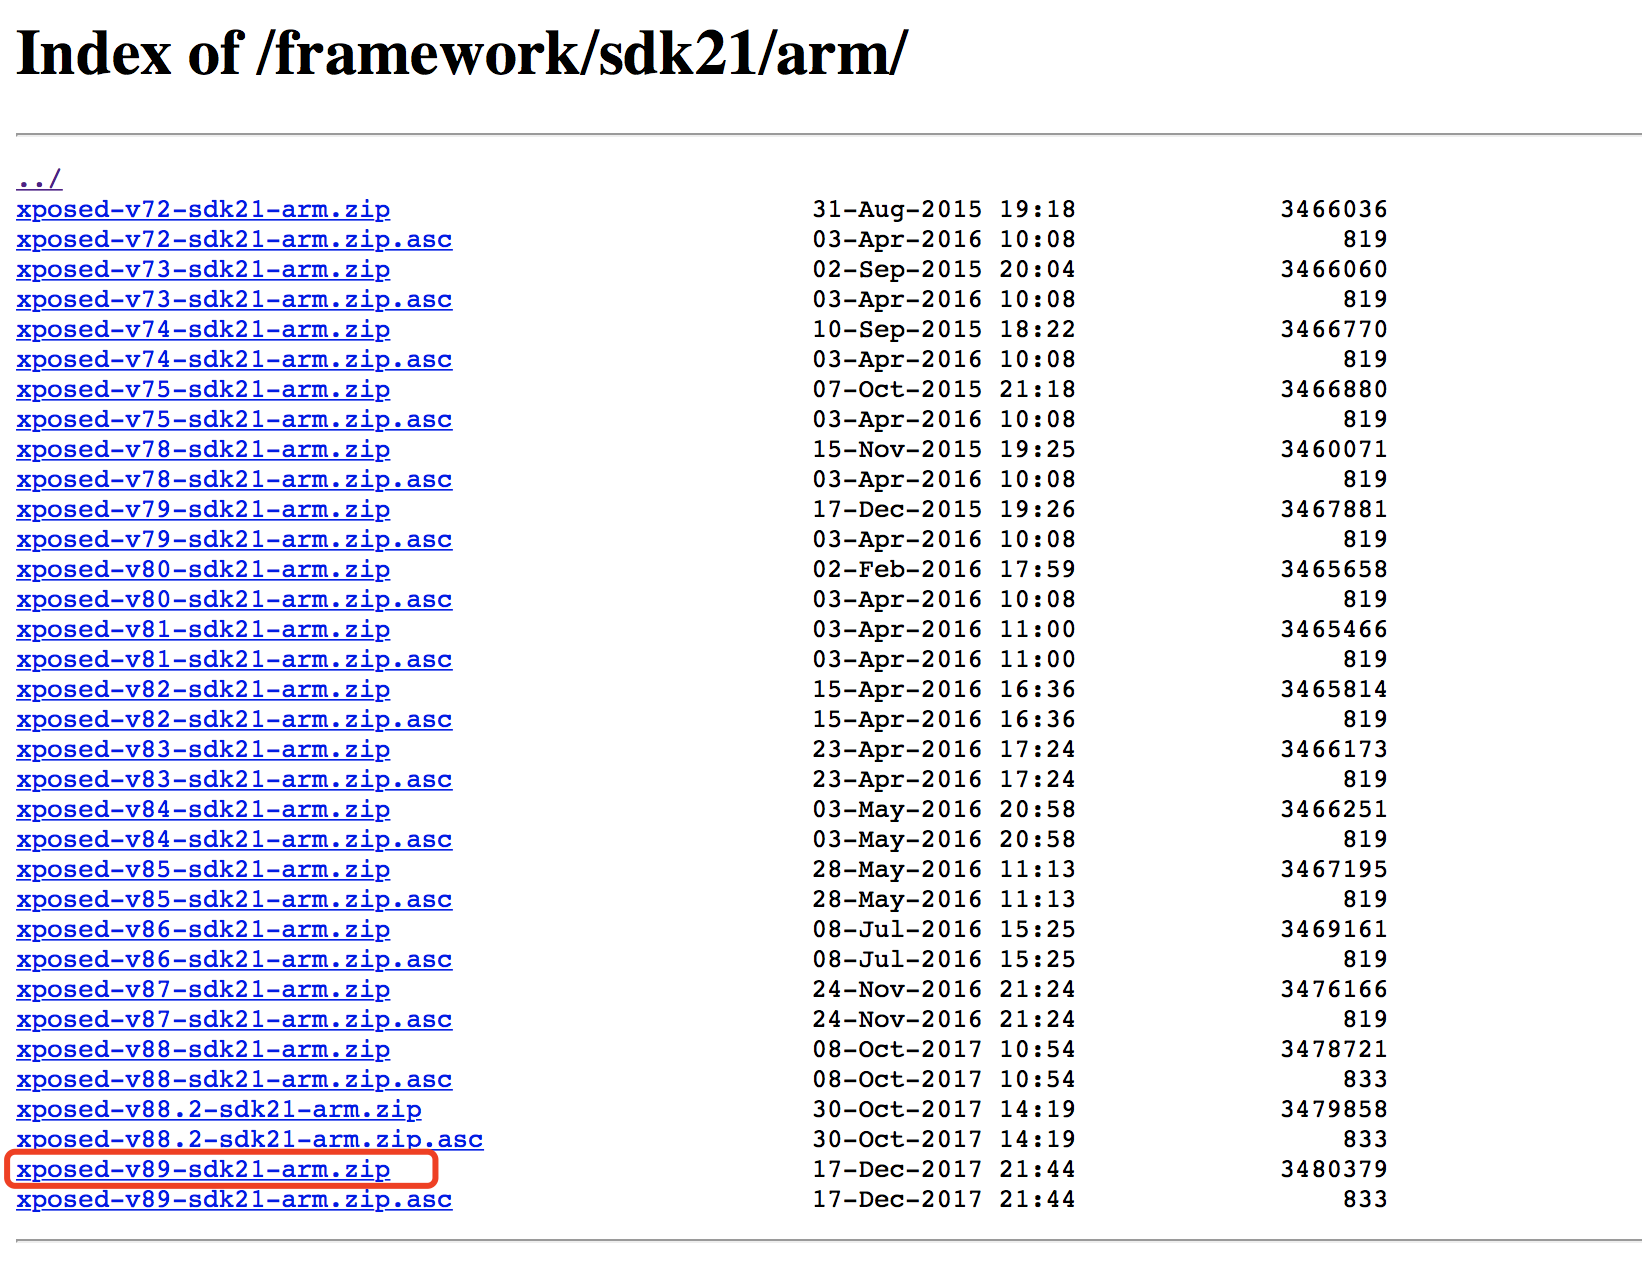 Index of /framework/sdk21/arm/
../
xposed-v72-sdk21-arm.zip 31-Aug-2015 19:18 3466036
xposed-v72-sdk21-arm.zip.asc 03-Apr-2016 10:08 819
xposed-v73-sdk21-arm.zip 02-Sep-2015 20:04 3466060
xposed-v73-sdk21-arm.zip.asc 03-Apr-2016 10:08 819
xposed-v74-sdk21-arm.zip 10-Sep-2015 18:22 3466770
xposed-v74-sdk21-arm.zip.asc 03-Apr-2016 10:08 819
xposed-v75-sdk21-arm.zip 07-Oct-2015 21:18 3466880
xposed-v75-sdk21-arm.zip.asc 03-Apr-2016 10:08 819
xposed-v78-sdk21-arm.zip 15-Nov-2015 19:25 3460071
xposed-v78-sdk21-arm.zip.asc 03-Apr-2016 10:08 819
xposed-v79-sdk21-arm.zip 17-Dec-2015 19:26 3467881
xposed-v79-sdk21-arm.zip.asc 03-Apr-2016 10:08 819
xposed-v80-sdk21-arm.zip 02-Feb-2016 17:59 3465658
xposed-v80-sdk21-arm.zip.asc 03-Apr-2016 10:08 819
xposed-v81-sdk21-arm.zip 03-Apr-2016 11:00 3465466
xposed-v81-sdk21-arm.zip.asc 03-Apr-2016 11:00 819
xposed-v82-sdk21-arm.zip 15-Apr-2016 16:36 3465814
xposed-v82-sdk21-arm.zip.asc 15-Apr-2016 16:36 819
xposed-v83-sdk21-arm.zip 23-Apr-2016 17:24 3466173
xposed-v83-sdk21-arm.zip.asc 23-Apr-2016 17:24 819
xposed-v84-sdk21-arm.zip 03-May-2016 20:58 3466251
xposed-v84-sdk21-arm.zip.asc 03-May-2016 20:58 819
xposed-v85-sdk21-arm.zip 28-May-2016 11:13 3467195
xposed-v85-sdk21-arm.zip.asc 28-May-2016 11:13 819
xposed-v86-sdk21-arm.zip 08-Jul-2016 15:25 3469161
xposed-v86-sdk21-arm.zip.asc 08-Jul-2016 15:25 819
xposed-v87-sdk21-arm.zip 24-Nov-2016 21:24 3476166
xposed-v87-sdk21-arm.zip.asc 24-Nov-2016 21:24 819
xposed-v88-sdk21-arm.zip 08-Oct-2017 10:54 3478721
xposed-v88-sdk21-arm.zip.asc 08-Oct-2017 10:54 833
xposed-v88.2-sdk21-arm.zip 30-Oct-2017 14:19 3479858
xposed-v88.2-sdk21-arm.zip.asc 30-Oct-2017 14:19 833
xposed-v89-sdk21-arm.zip 17-Dec-2017 21:44 3480379
xposed-v89-sdk21-arm.zip.asc 17-Dec-2017 21:44 833